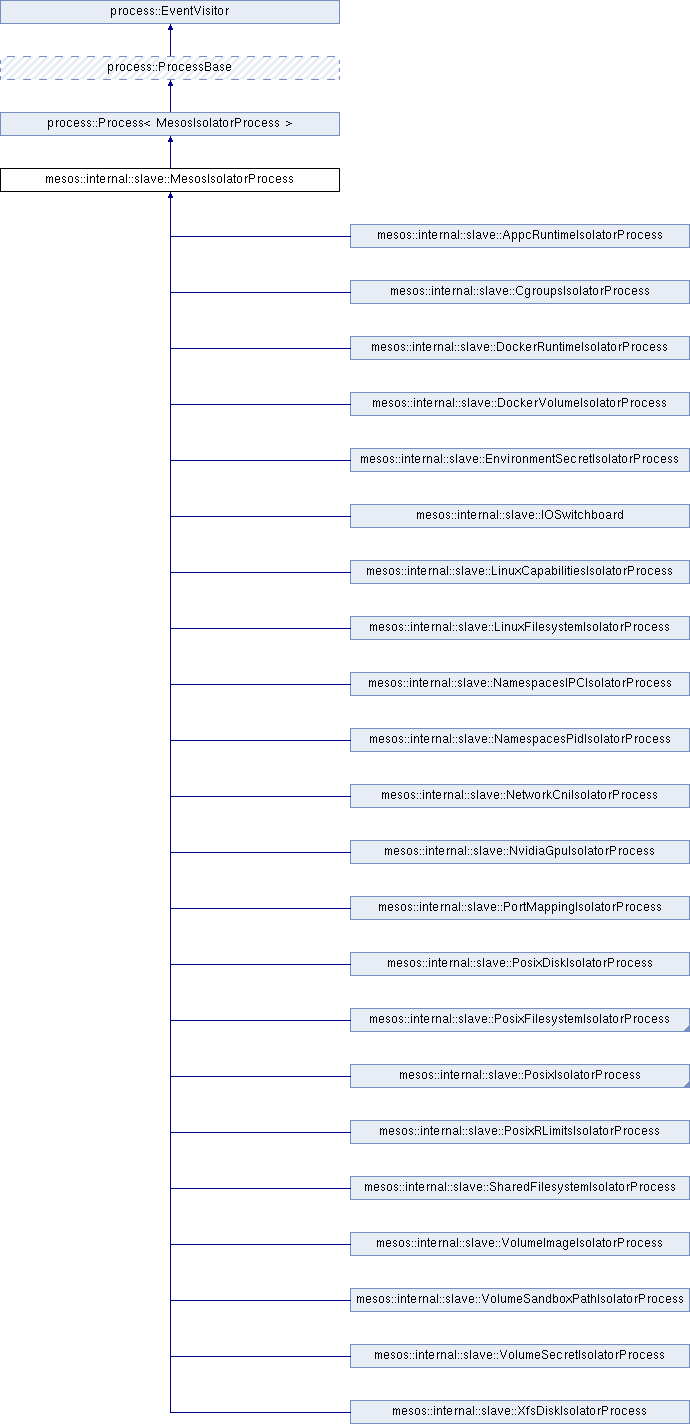 process::EventVisitor
process::ProcessBase
process::Process< MesosIsolatorProcess >
mesos::internal::slave::MesosIsolatorProcess
mesos::internal::slave::AppcRuntimeIsolatorProcess
mesos::internal::slave::CgroupsIsolatorProcess
mesos::internal::slave::DockerRuntimeIsolatorProcess
mesos::internal::slave::DockerVolumeIsolatorProcess
mesos::internal::slave::EnvironmentSecretIsolatorProcess
mesos::internal::slave::IOSwitchboard
mesos::internal::slave::LinuxCapabilitiesIsolatorProcess
mesos::internal::slave::LinuxFilesystemIsolatorProcess
mesos::internal::slave::NamespacesIPCIsolatorProcess
mesos::internal::slave::NamespacesPidIsolatorProcess
mesos::internal::slave::NetworkCniIsolatorProcess
mesos::internal::slave::NvidiaGpuIsolatorProcess
mesos::internal::slave::PortMappingIsolatorProcess
mesos::internal::slave::PosixDiskIsolatorProcess
mesos::internal::slave::PosixFilesystemIsolatorProcess
mesos::internal::slave::PosixIsolatorProcess
mesos::internal::slave::PosixRLimitsIsolatorProcess
mesos::internal::slave::SharedFilesystemIsolatorProcess
mesos::internal::slave::VolumeImageIsolatorProcess
mesos::internal::slave::VolumeSandboxPathIsolatorProcess
mesos::internal::slave::VolumeSecretIsolatorProcess
mesos::internal::slave::XfsDiskIsolatorProcess